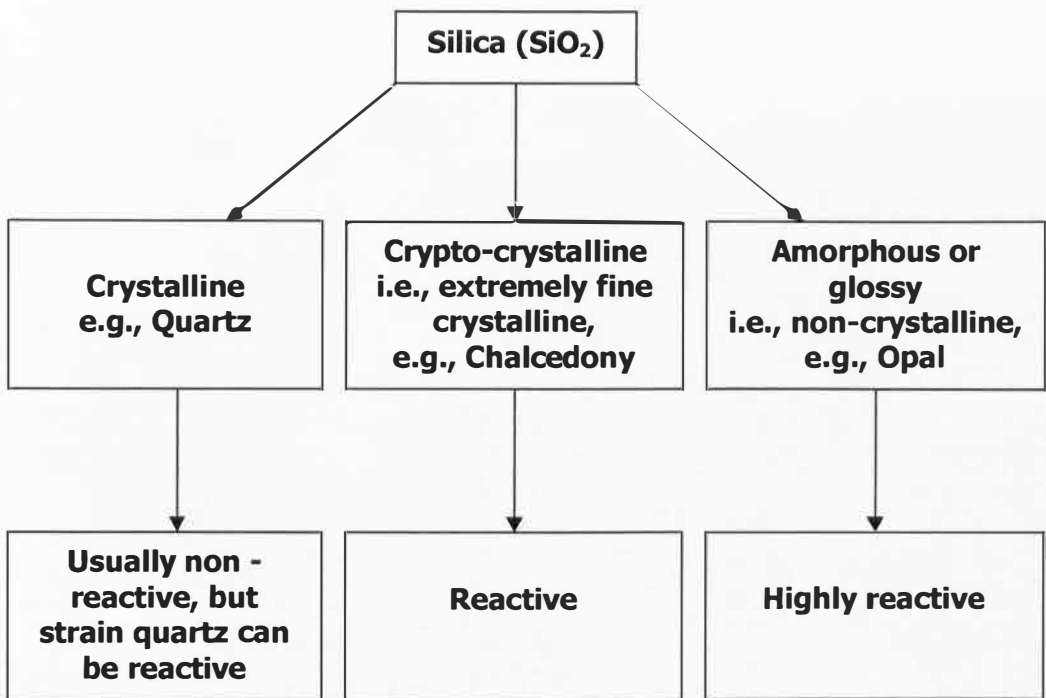 Silica (SiO₂)
Crystalline
e.g., Quartz
Crypto-crystalline
i.e., extremely fine
crystalline,
e.g., Chalcedony
Amorphous or
glossy
i.e., non-crystalline,
e.g., Opal
Usually non -
reactive, but
strain quartz can
be reactive
Reactive
Highly reactive